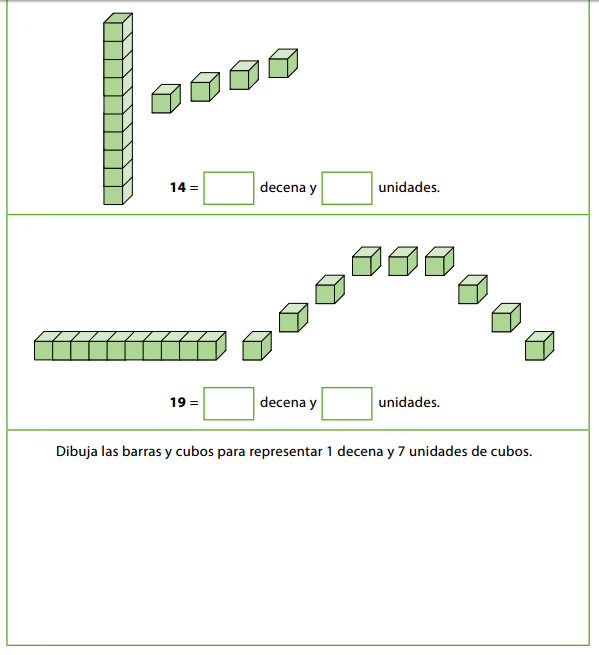 14 = decena y unidades.
19 = decena y unidades.
Dibuja las barras y cubos para representar 1 decena y 7 unidades de cubos.